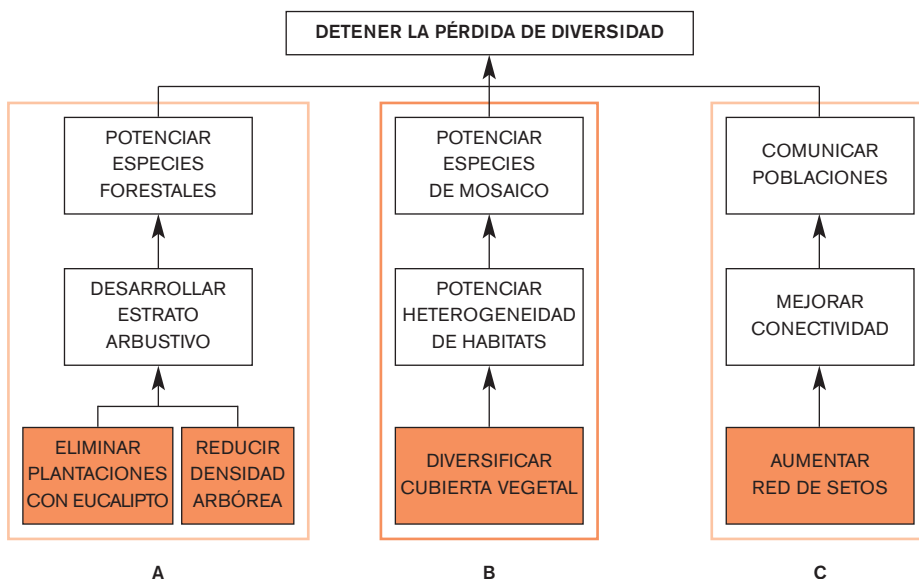 DETENER LA PÉRDIDA DE DIVERSIDAD
POTENCIAR
ESPECIES
FORESTALES
DESARROLLAR
ESTRATO
ARBUSTIVO
ELIMINAR
PLANTACIONES
CON EUCALIPTO
REDUCIR
DENSIDAD
ARBÓREA
A
POTENCIAR
ESPECIES
DE MOSAICO
POTENCIAR
HETEROGENEIDAD
DE HABITATS
DIVERSIFICAR
CUBIERTA VEGETAL
B
COMUNICAR
POBLACIONES
MEJORAR
CONECTIVIDAD
AUMENTAR
RED DE SETOS
C